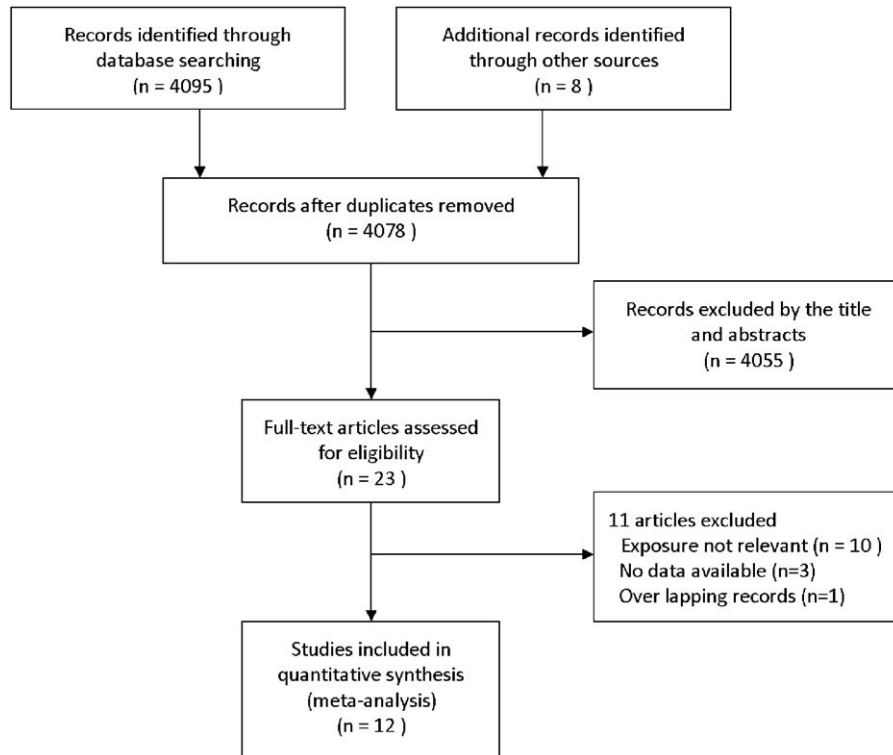 Records identified through
database searching
(n = 4095 )
Additional records identified
through other sources
(n = 8 )
Records after duplicates removed
(n = 4078 )
Records excluded by the title
and abstracts
(n = 4055 )
Full-text articles assessed
for eligibility
(n = 23 )
11 articles excluded
Exposure not relevant (n = 10 )
No data available (n=3)
Over lapping records (n=1)
Studies included in
quantitative synthesis
(meta-analysis)
(n = 12 )